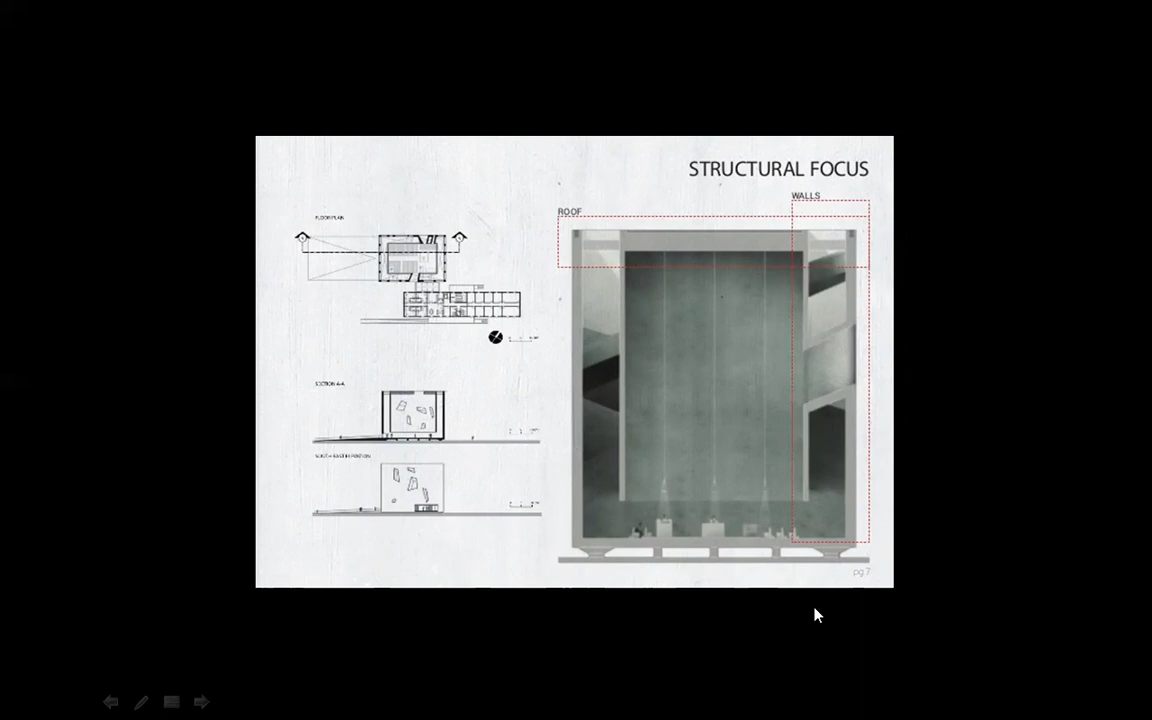 STRUCTURAL FOCUS
WALLS
ROOF
FLOOR PLAN
SECTION A-A
pg 7